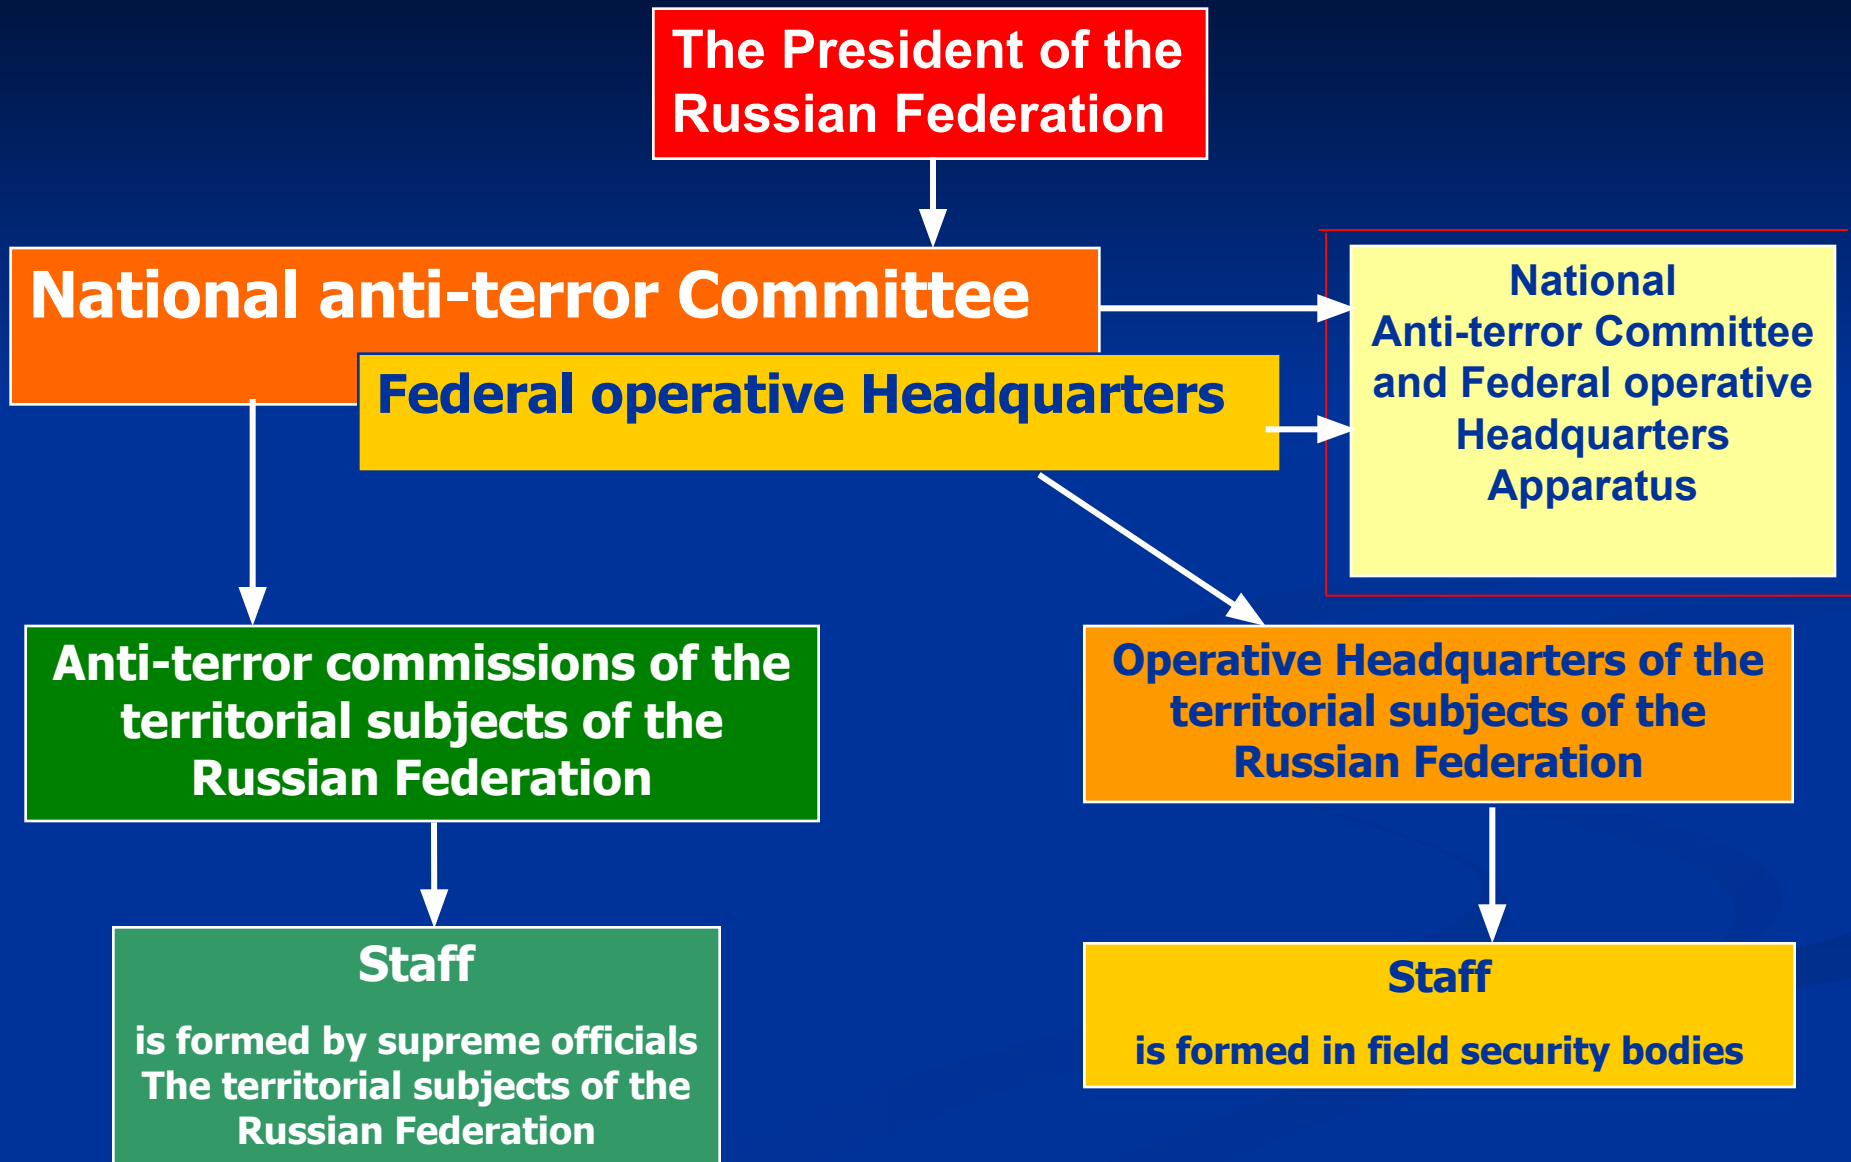 The President of the
Russian Federation
National anti-terror Committee
Federal operative Headquarters
National
Anti-terror Committee
and Federal operative
Headquarters
Apparatus
Anti-terror commissions of the
territorial subjects of the
Russian Federation
Operative Headquarters of the
territorial subjects of the
Russian Federation
Staff
is formed by supreme officials
The territorial subjects of the
Russian Federation
Staff
is formed in field security bodies